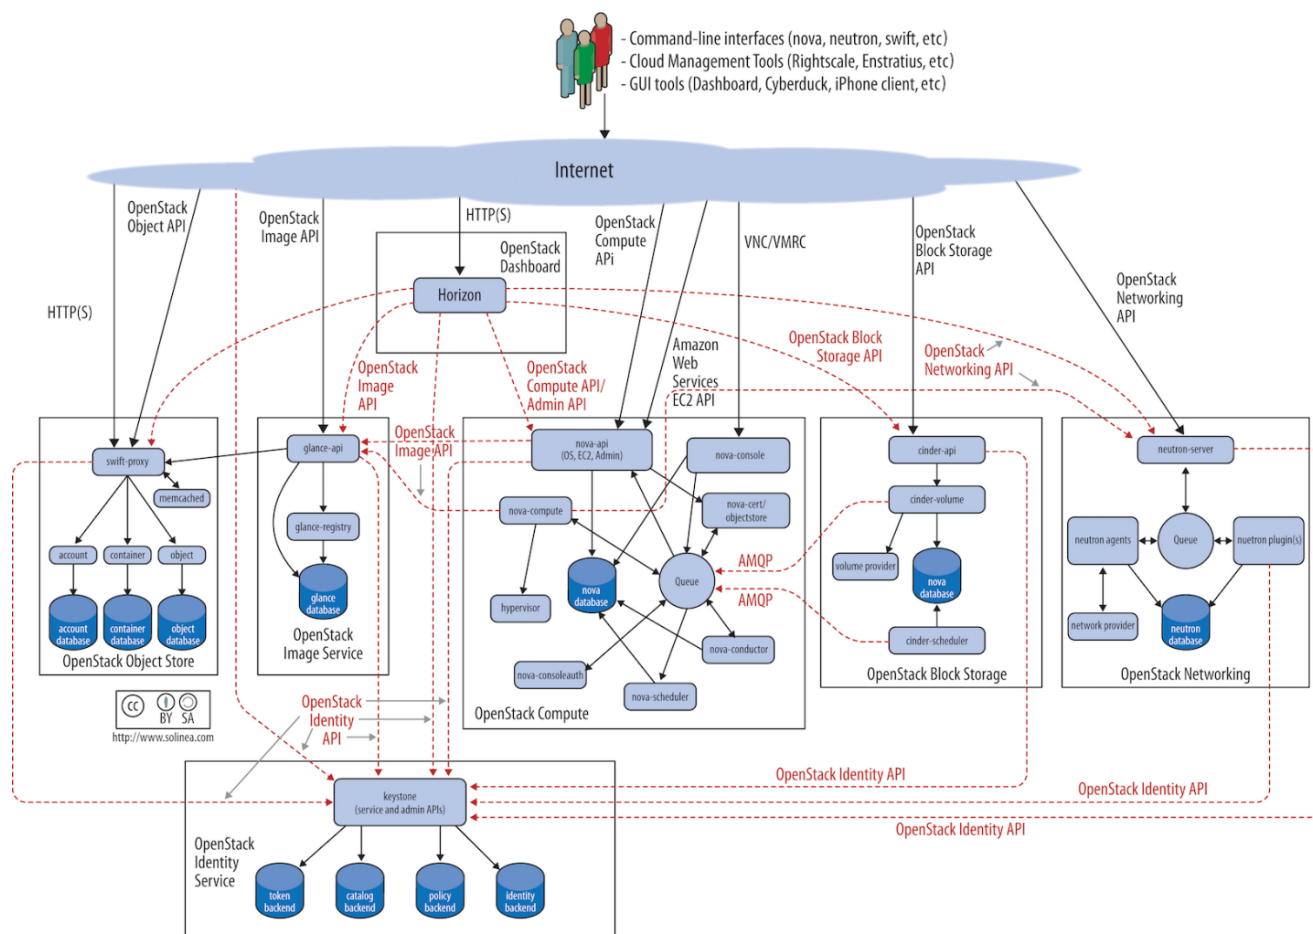 - Command-line interfaces (nova, neutron, swift, etc)
- Cloud Management Tools (Rightscale, Enstratius, etc)
- GUI tools (Dashboard, Cyberduck, iPhone client, etc)
Internet
OpenStack
Object API
HTTP(S)
OpenStack
Image API
HTTP(S)
OpenStack
Dashboard
Horizon
OpenStack
Compute
APi
VNC/VMRC
OpenStack
Block Storage
API
OpenStack
Networking
API
OpenStack
Image
API
OpenStack
Compute API/
Admin API
Amazon
Web
Services
EC2 API
OpenStack Block
Storage API
OpenStack
Networking API
OpenStack
Image API
swift-proxy
memcached
account
container
object
account
database
container
database
object
database
OpenStack Object Store
glance-api
glance-registry
glance
database
OpenStack
Image Service
nova-api
(OS, EC2, Admin)
nova-console
nova-compute
nova-cert/
objectstore
hypervisor
nova
database
Queue
nova-conductor
nova-consoleauth
nova-scheduler
OpenStack Compute
AMQP
AMQP
cinder-api
cinder-volume
volume provider
nova
database
cinder-scheduler
OpenStack Block Storage
neutron-server
neutron agents
Queue
nuetron plugin(s)
network provider
neutron
database
OpenStack Networking
cc
BY SA
http://www.solinea.com
OpenStack
Identity
API
OpenStack Identity API
OpenStack Identity API
OpenStack Identity API
keystone
(service and admin APIs)
OpenStack
Identity
Service
token
backend
catalog
backend
policy
backend
identity
backend